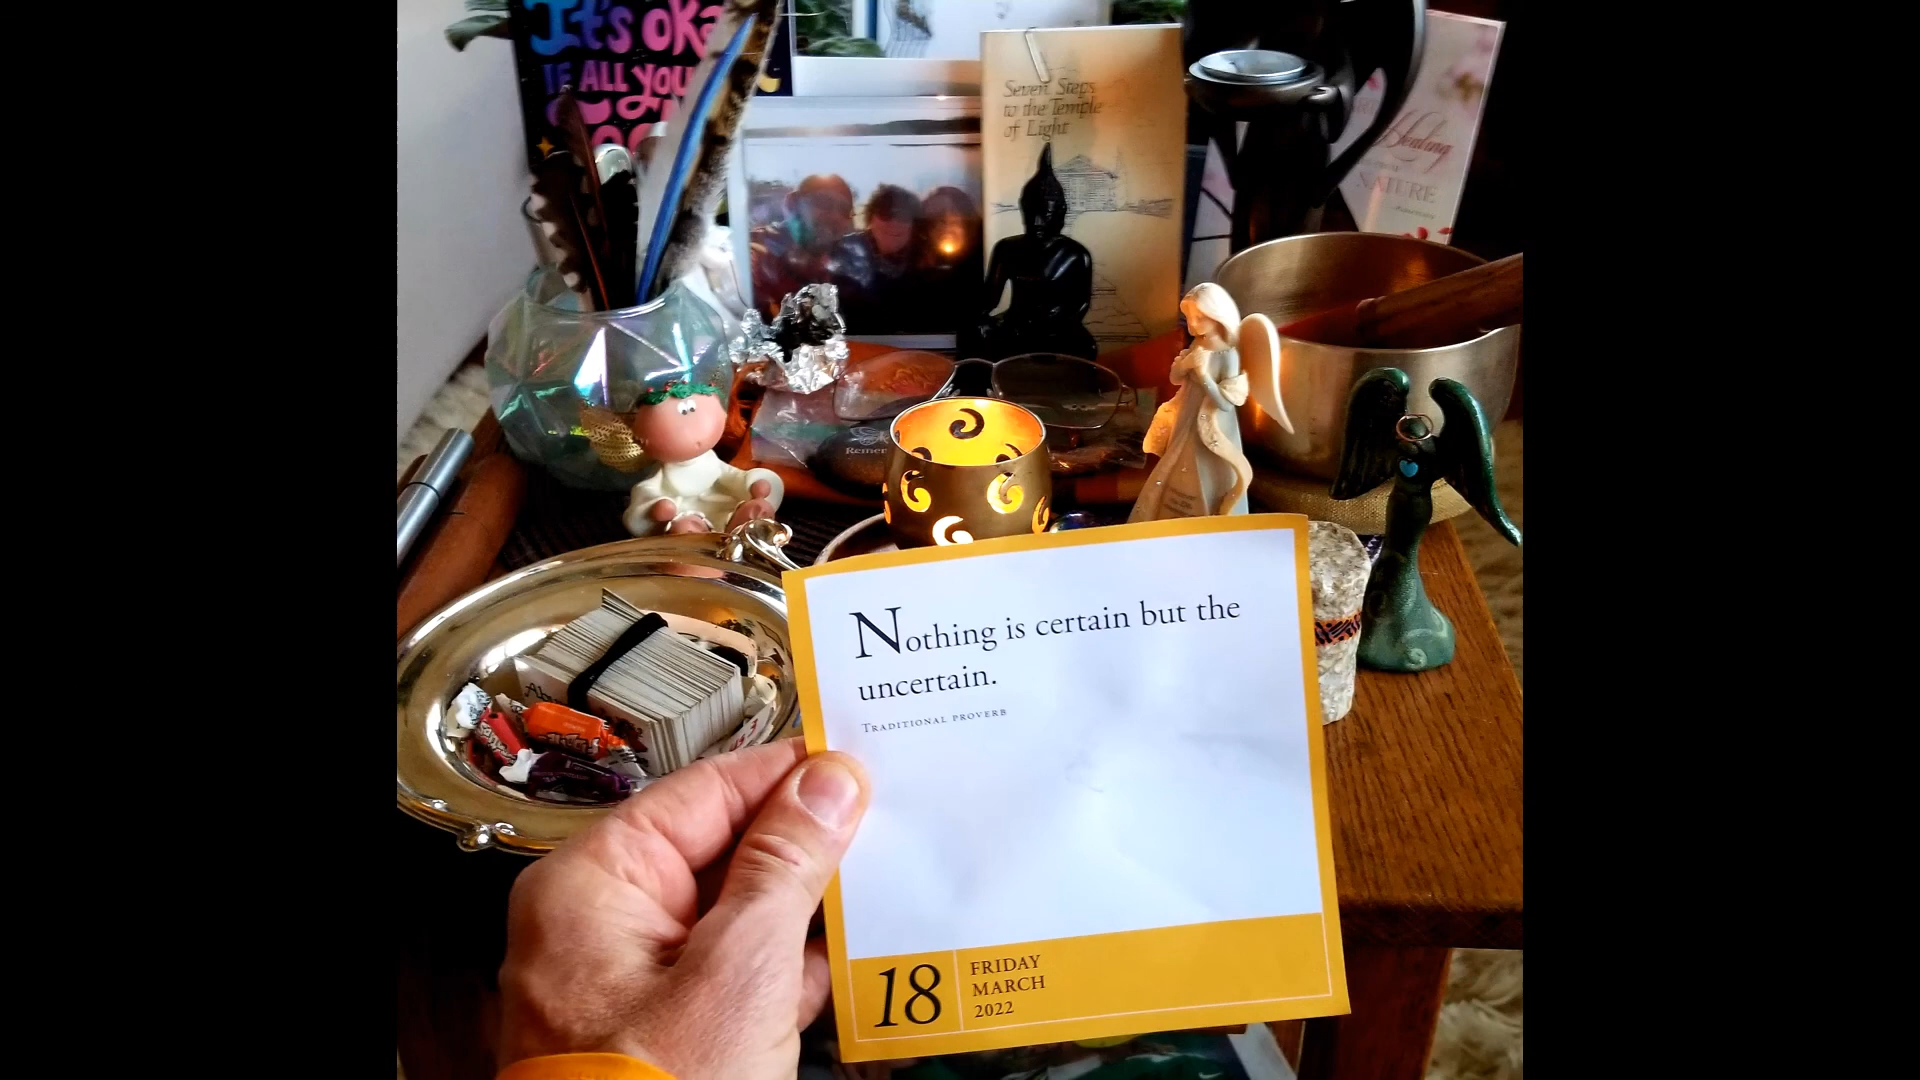 It's oka
IF ALL YOU
Seven Steps
to the Temple
of Light
Healing
NATURE
Remem
Nothing is certain but the
uncertain.
TRADITIONAL PROVERB
18
FRIDAY
MARCH
2022